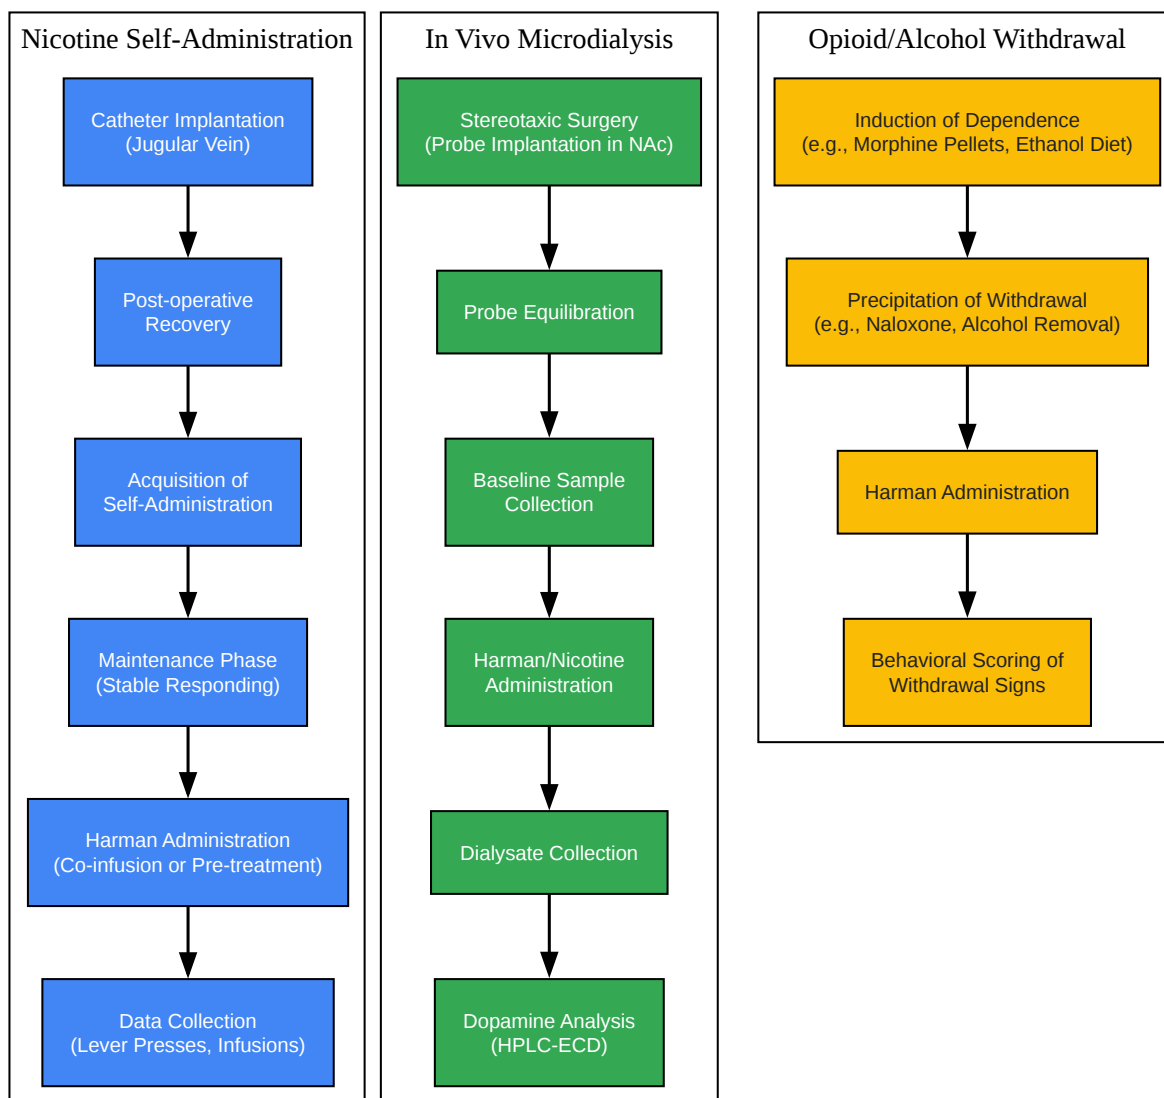 Nicotine Self-Administration
Catheter Implantation
(Jugular Vein)
Post-operative
Recovery
Acquisition of
Self-Administration
Maintenance Phase
(Stable Responding)
Harman Administration
(Co-infusion or Pre-treatment)
Data Collection
(Lever Presses, Infusions)
In Vivo Microdialysis
Stereotaxic Surgery
(Probe Implantation in NAc)
Probe Equilibration
Baseline Sample
Collection
Harman/Nicotine
Administration
Dialysate Collection
Dopamine Analysis
(HPLC-ECD)
Opioid/Alcohol Withdrawal
Induction of Dependence
(e.g., Morphine Pellets, Ethanol Diet)
Precipitation of Withdrawal
(e.g., Naloxone, Alcohol Removal)
Harman Administration
Behavioral Scoring of
Withdrawal Signs